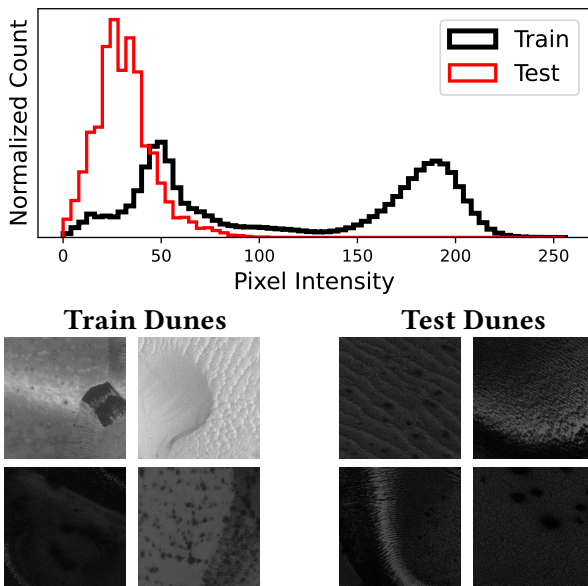 Normalized Count
Train
Test
0 50 100 150 200 250
Pixel Intensity
Train Dunes Test Dunes